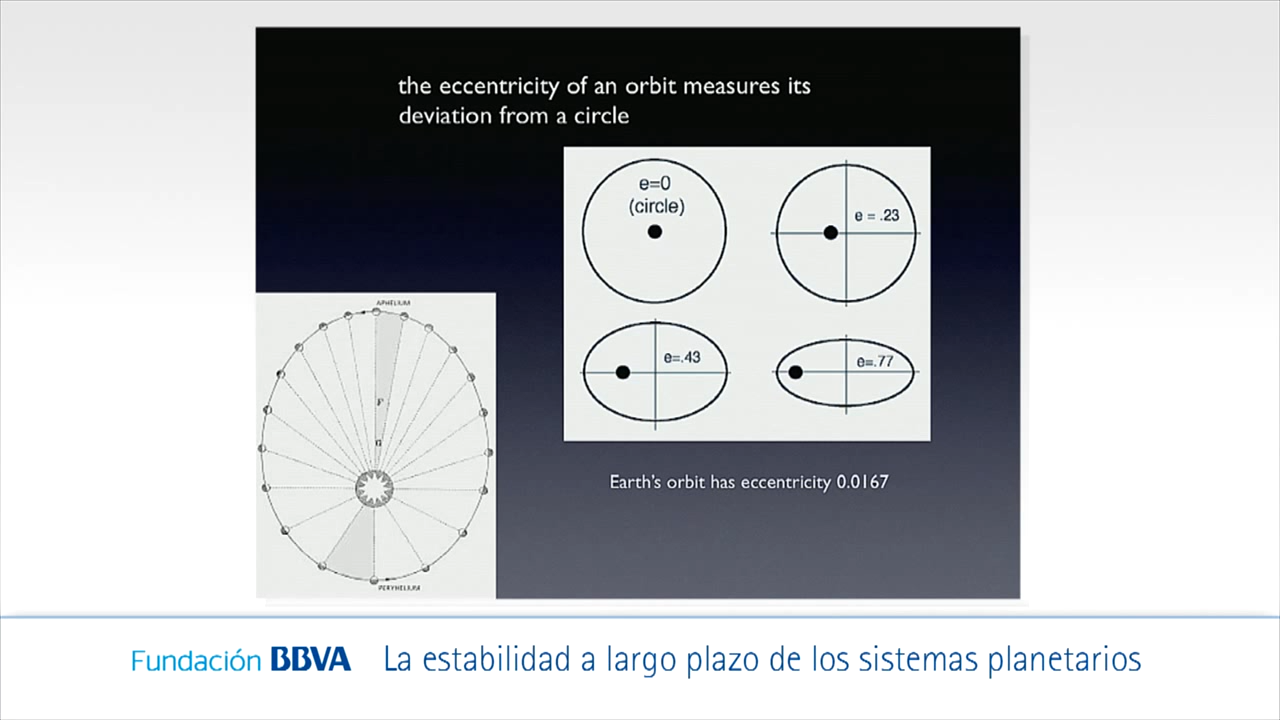 the eccentricity of an orbit measures its
deviation from a circle
e=0
(circle)
e = .23
e=.43
e=.77
APHELIUM
F
G
PERYHELIUM
Earth's orbit has eccentricity 0.0167
Fundación BBVA
La estabilidad a largo plazo de los sistemas planetarios